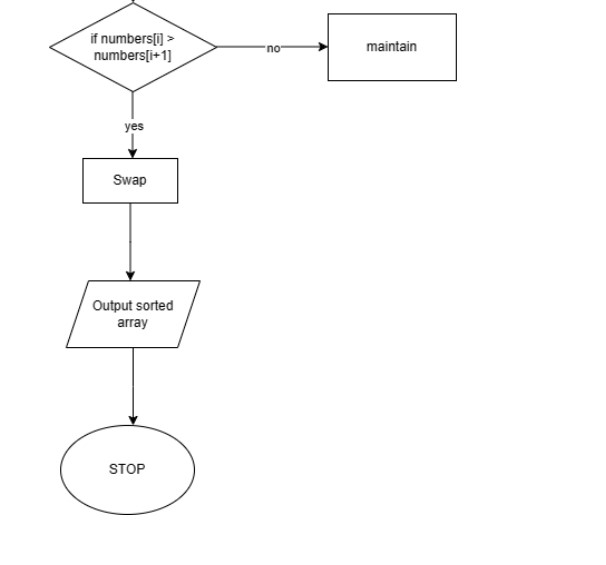 if numbers[i] >
numbers[i+1]
no
maintain
yes
Swap
Output sorted
array
STOP